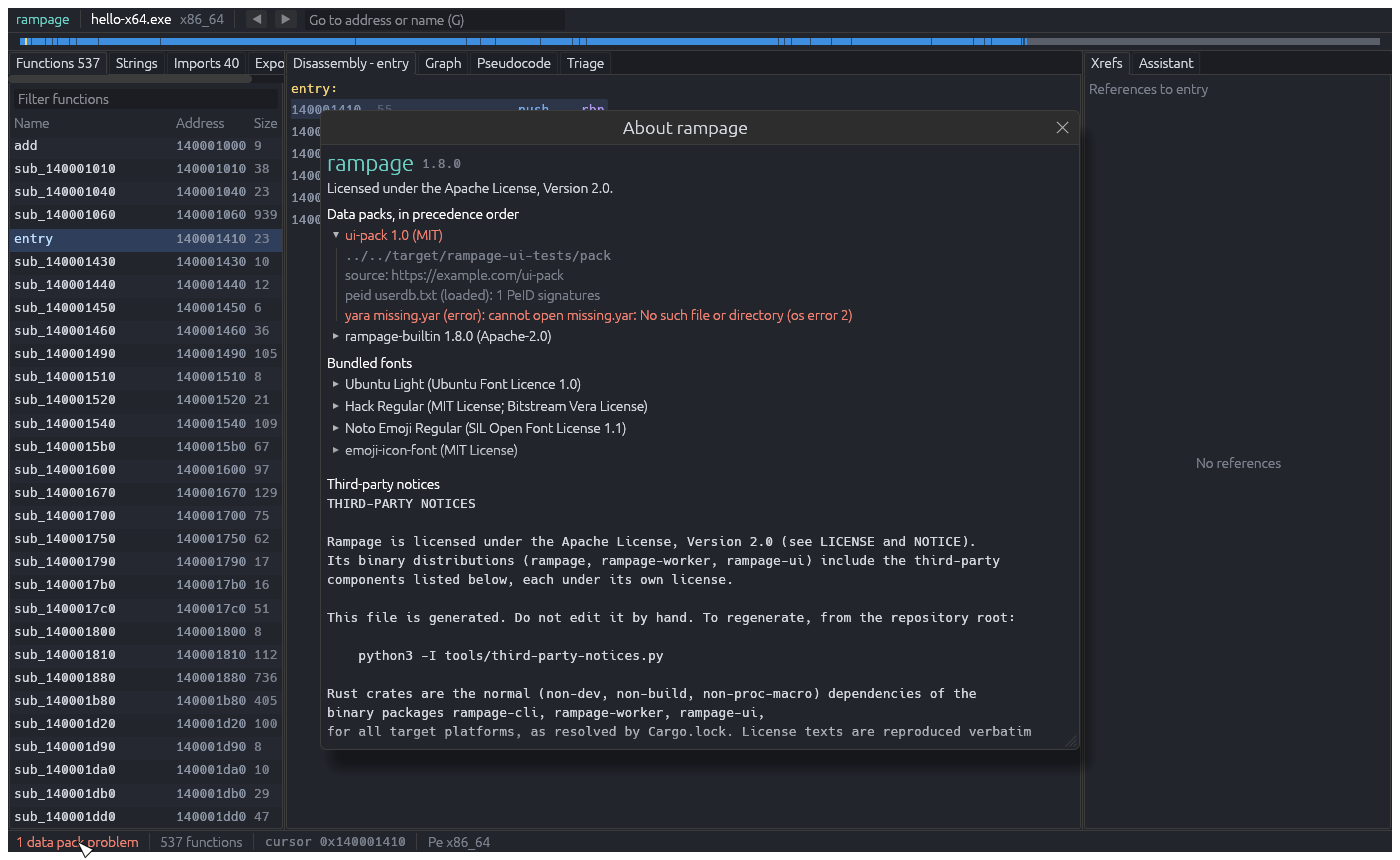 rampage hello-x64.exe x86_64 ◀ ▶ Go to address or name (G)
Functions 537 Strings Imports 40 Expo Disassembly - entry Graph Pseudocode Triage Xrefs Assistant
Filter functions
Name Address Size
add 140001000 9
sub_140001010 140001010 38
sub_140001040 140001040 23
sub_140001060 140001060 939
entry 140001410 23
sub_140001430 140001430 10
sub_140001440 140001440 12
sub_140001450 140001450 6
sub_140001460 140001460 36
sub_140001490 140001490 105
sub_140001510 140001510 8
sub_140001520 140001520 21
sub_140001540 140001540 109
sub_1400015b0 1400015b0 67
sub_140001600 140001600 97
sub_140001670 140001670 129
sub_140001700 140001700 75
sub_140001750 140001750 62
sub_140001790 140001790 17
sub_1400017b0 1400017b0 16
sub_1400017c0 1400017c0 51
sub_140001800 140001800 8
sub_140001810 140001810 112
sub_140001880 140001880 736
sub_140001b80 140001b80 405
sub_140001d20 140001d20 100
sub_140001d90 140001d90 8
sub_140001da0 140001da0 10
sub_140001db0 140001db0 29
sub_140001dd0 140001dd0 47
entry:
140001410 55 push rbp
1400
1400
1400
1400
1400
About rampage
rampage 1.8.0
Licensed under the Apache License, Version 2.0.
Data packs, in precedence order
▾ ui-pack 1.0 (MIT)
../../target/rampage-ui-tests/pack
source: https://example.com/ui-pack
peid userdb.txt (loaded): 1 PeID signatures
yara missing.yar (error): cannot open missing.yar: No such file or directory (os error 2)
▸ rampage-builtin 1.8.0 (Apache-2.0)
Bundled fonts
▸ Ubuntu Light (Ubuntu Font Licence 1.0)
▸ Hack Regular (MIT License; Bitstream Vera License)
▸ Noto Emoji Regular (SIL Open Font License 1.1)
▸ emoji-icon-font (MIT License)
Third-party notices
THIRD-PARTY NOTICES
Rampage is licensed under the Apache License, Version 2.0 (see LICENSE and NOTICE).
Its binary distributions (rampage, rampage-worker, rampage-ui) include the third-party
components listed below, each under its own license.
This file is generated. Do not edit it by hand. To regenerate, from the repository root:
python3 -I tools/third-party-notices.py
Rust crates are the normal (non-dev, non-build, non-proc-macro) dependencies of the
binary packages rampage-cli, rampage-worker, rampage-ui,
for all target platforms, as resolved by Cargo.lock. License texts are reproduced verbatim
References to entry
No references
1 data pack problem 537 functions cursor 0x140001410 Pe x86_64